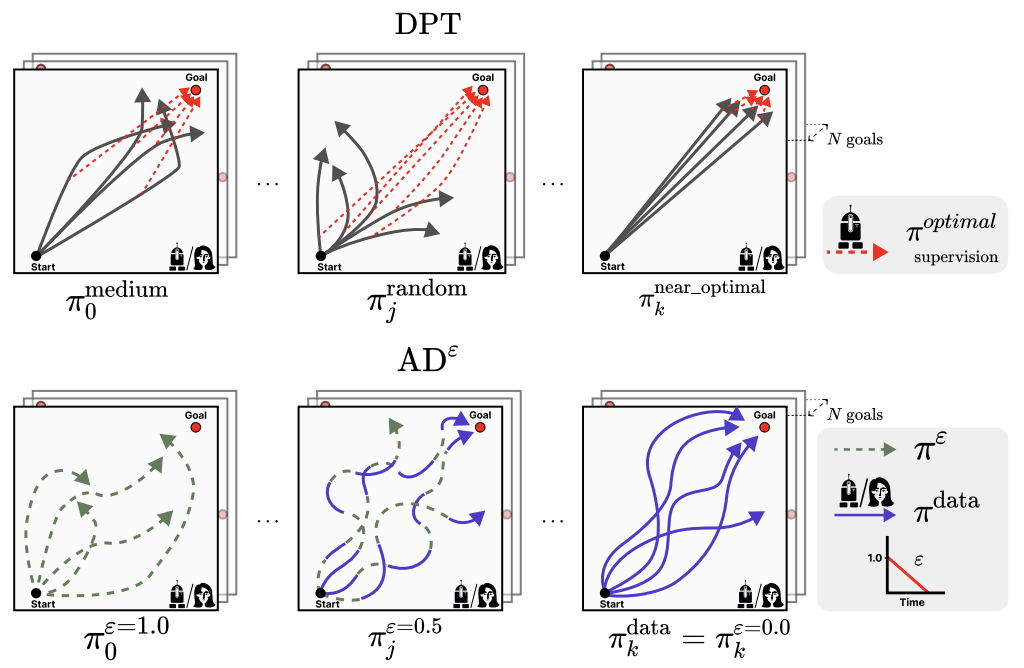 DPT
Goal Goal Goal
N goals
... ...
π^optimal
supervision
Start Start Start
π_0^medium π_j^random π_k^near_optimal
AD^ε
Goal Goal Goal
N goals
π^ε
π^data
... ...
1.0 ε
Time
Start Start Start
π_0^ε=1.0 π_j^ε=0.5 π_k^data = π_k^ε=0.0